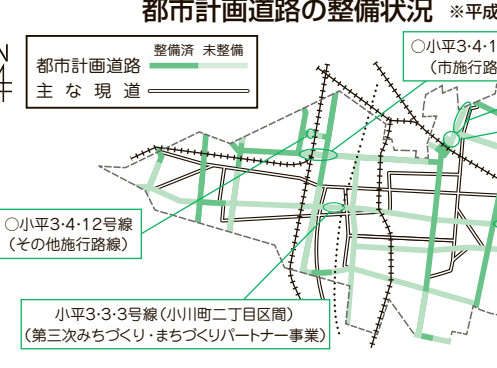 都市計画道路の整備状況 ※平成
整備済 未整備
都市計画道路
主な現道
○小平3・4・1
(市施行路
○小平3・4・12号線
(その他施行路線)
小平3・3・3号線(小川町二丁目区間)
(第三次みちづくり・まちづくりパートナー事業)